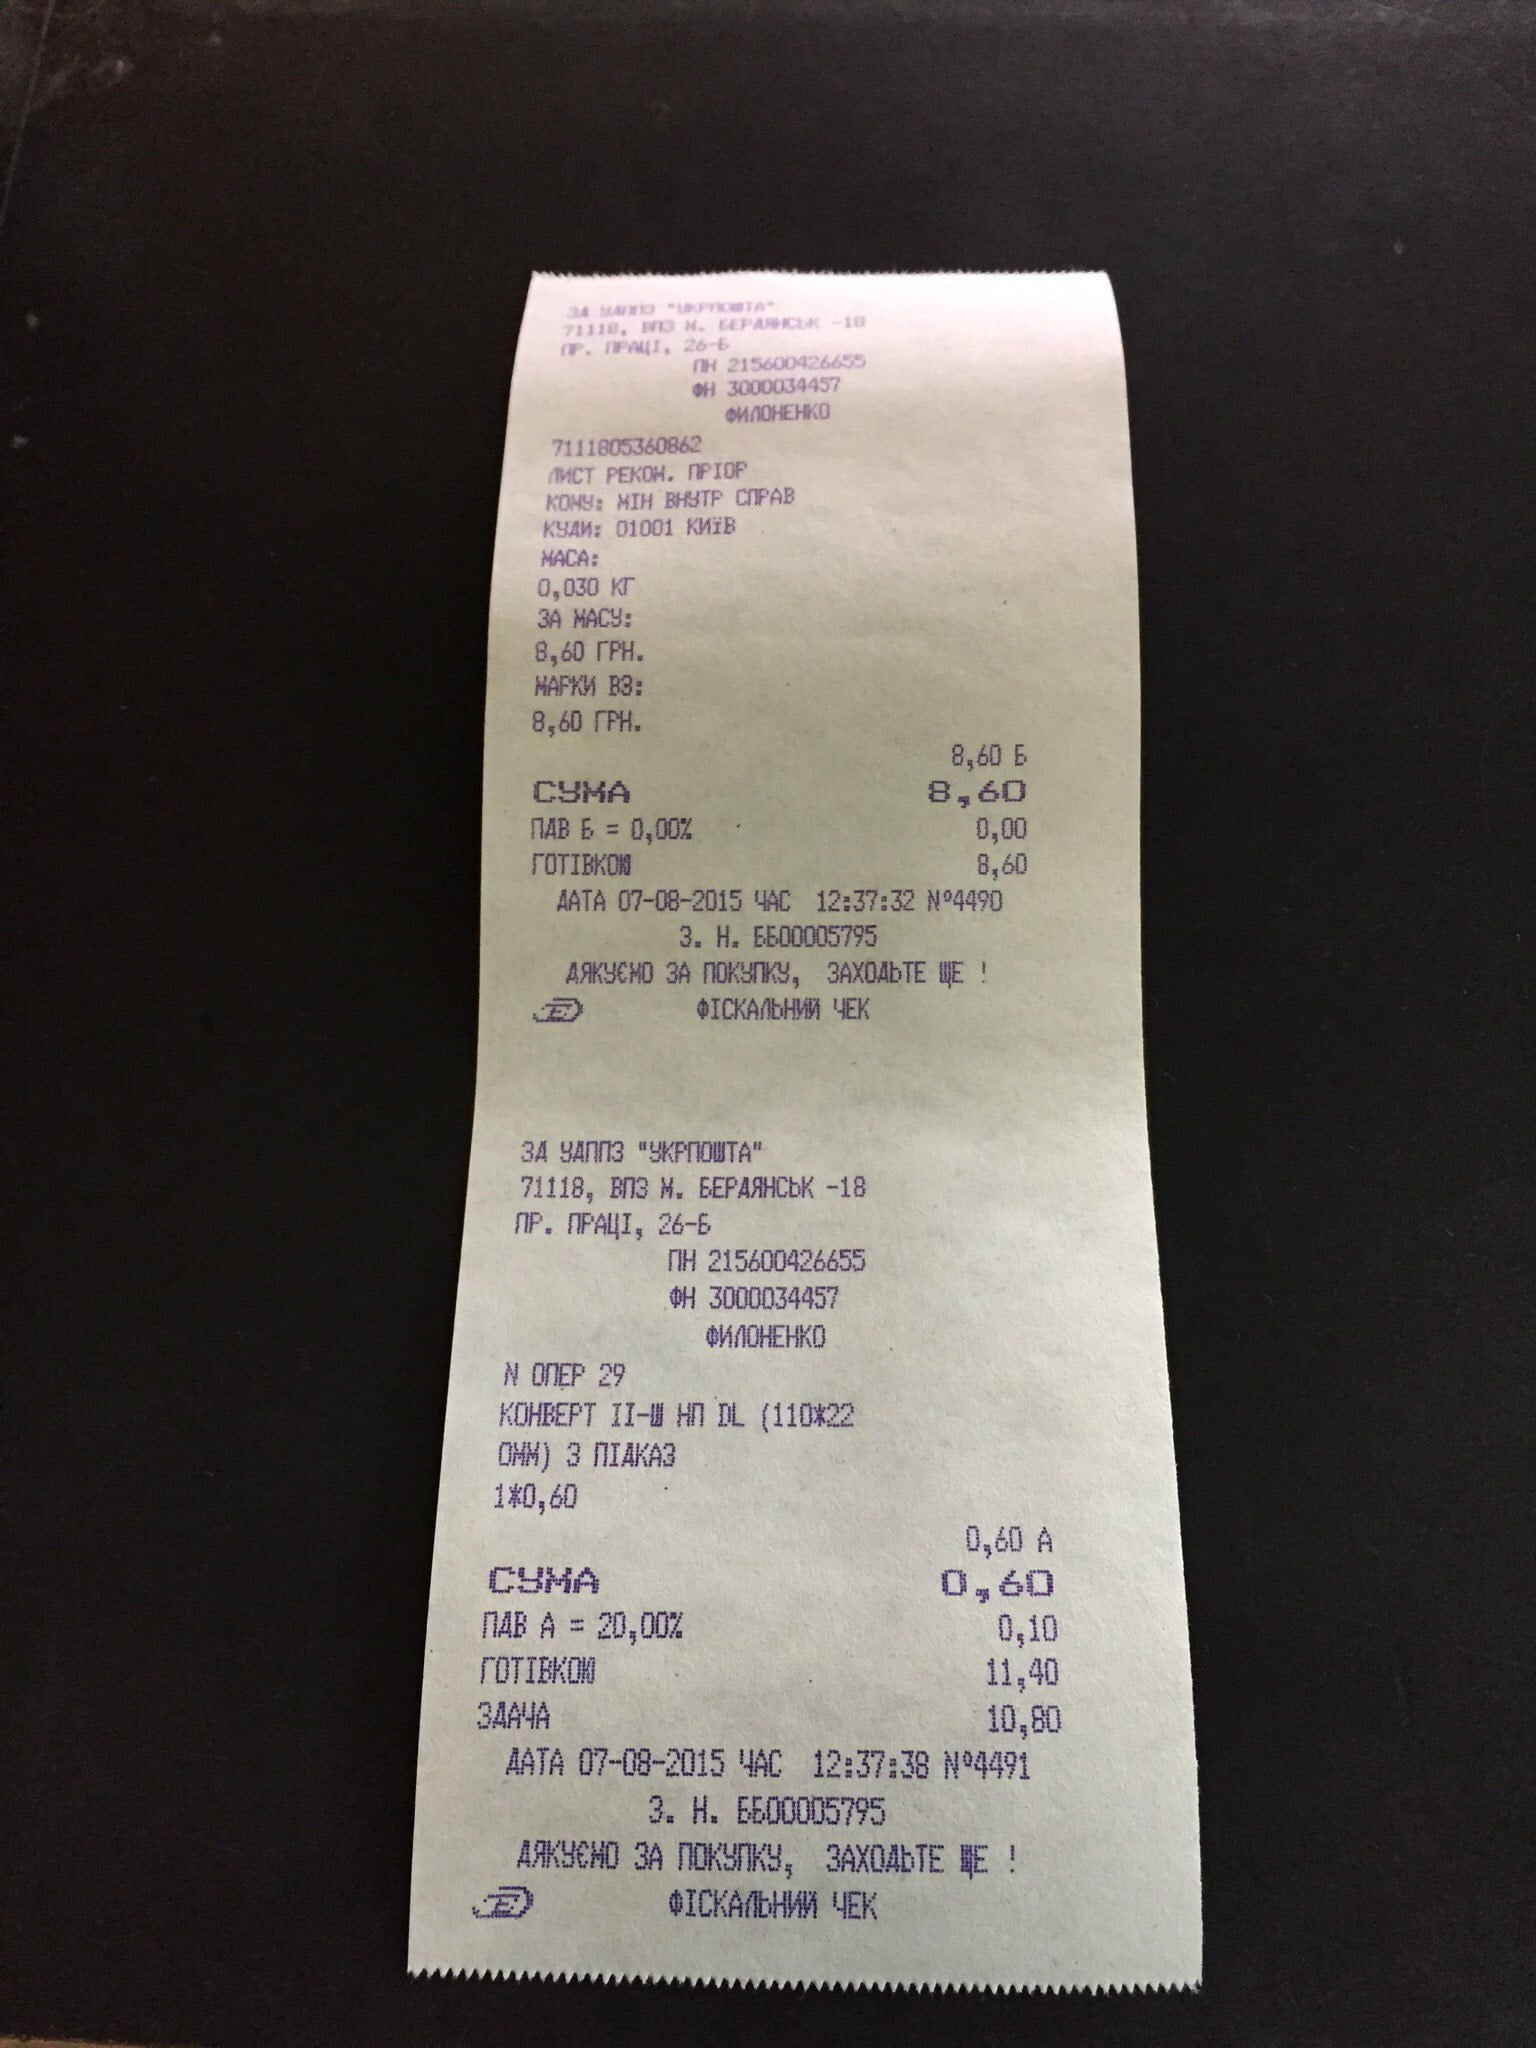 ЗД УДППЗ "УКРПОШТА"
71118, ВПЗ М. БЕРДЯНСЬК -18
ПР. ПРАЦІ, 26-Б
ПН 215600426655
ФН 3000034457
ФИЛОНЕНКО
7111805360862
ЛИСТ РЕКОМ. ПРІОР
КОМУ: МІН ВНУТР СПРАВ
КУДИ: 01001 КИЇВ
МАСА:
0,030 КГ
ЗА МАСУ:
8,60 ГРН.
МАРКИ ВЗ:
8,60 ГРН.
8,60 Б
СУМА 8,60
ПДВ Б = 0,00% 0,00
ГОТІВКОЮ 8,60
ДАТА 07-08-2015 ЧАС 12:37:32 №4490
З. Н. ББ00005795
ДЯКУЄМО ЗА ПОКУПКУ, ЗАХОДЬТЕ ЩЕ !
ФІСКАЛЬНИЙ ЧЕК
ЗД УДППЗ "УКРПОШТА"
71118, ВПЗ М. БЕРДЯНСЬК -18
ПР. ПРАЦІ, 26-Б
ПН 215600426655
ФН 3000034457
ФИЛОНЕНКО
N ОПЕР 29
КОНВЕРТ II-Ш НП DL (110*22
0ММ) З ПІДКАЗ
1*0,60
0,60 А
СУМА 0,60
ПДВ А = 20,00% 0,10
ГОТІВКОЮ 11,40
ЗДАЧА 10,80
ДАТА 07-08-2015 ЧАС 12:37:38 №4491
З. Н. ББ00005795
ДЯКУЄМО ЗА ПОКУПКУ, ЗАХОДЬТЕ ЩЕ !
ФІСКАЛЬНИЙ ЧЕК